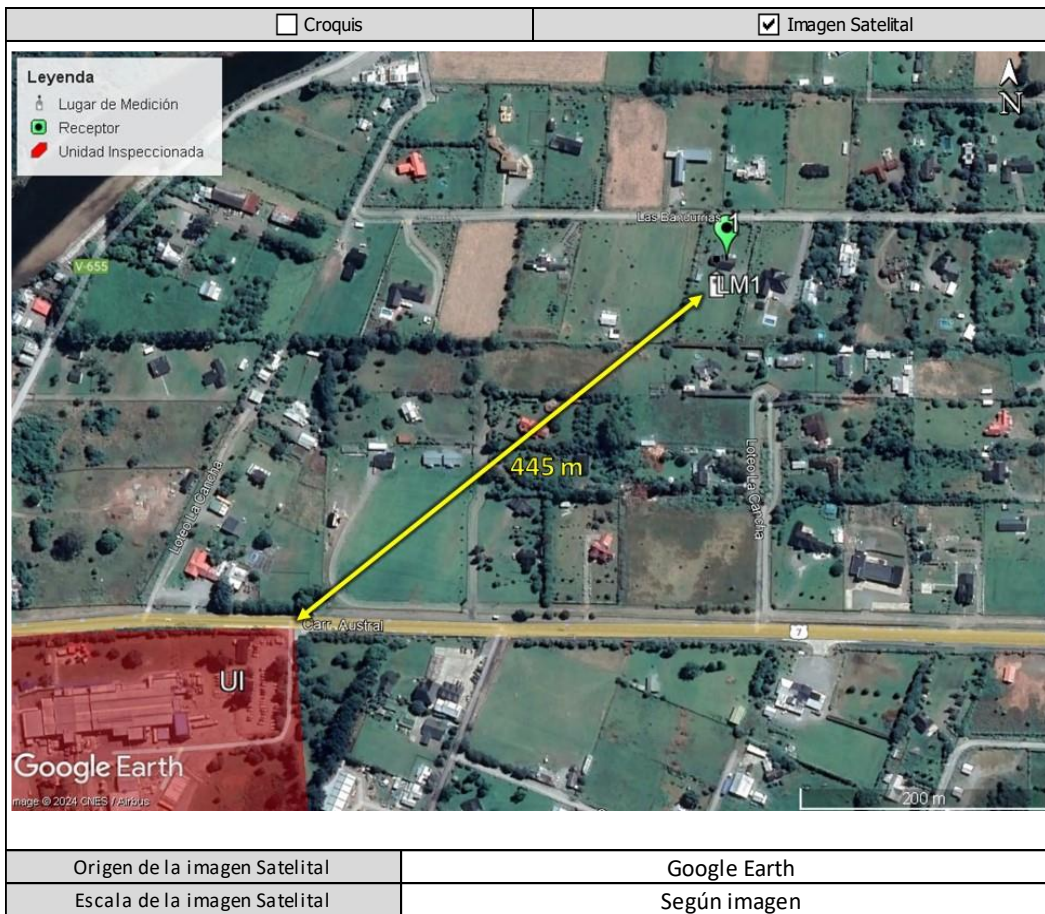 Croquis
Imagen Satelital
Leyenda
Lugar de Medición
Receptor
Unidad Inspeccionada
N
Las Bandurrias
1
V-655
LM1
445 m
Loteo La Cancha
Loteo La Cancha
Carr. Austral
7
UI
Google Earth
Image © 2024 CNES / Airbus
200 m
Origen de la imagen Satelital
Google Earth
Escala de la imagen Satelital
Según imagen